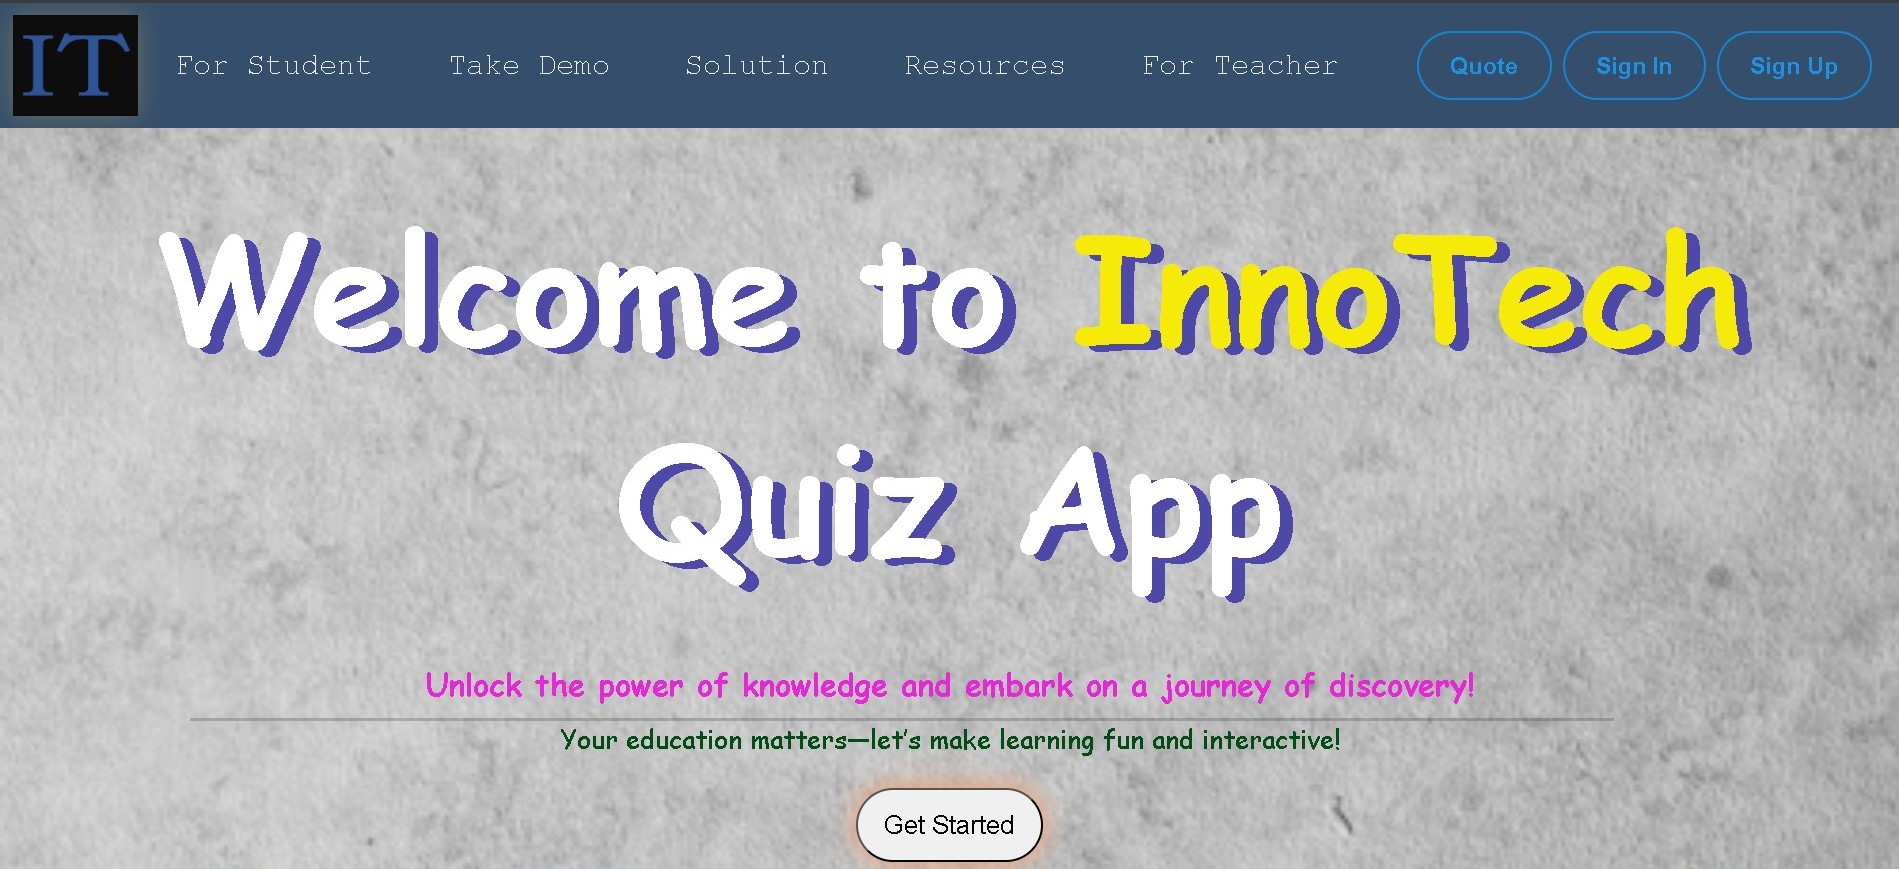 IT
For Student
Take Demo
Solution
Resources
For Teacher
Quote
Sign In
Sign Up
Welcome to InnoTech
Quiz App
Unlock the power of knowledge and embark on a journey of discovery!
Your education matters—let's make learning fun and interactive!
Get Started